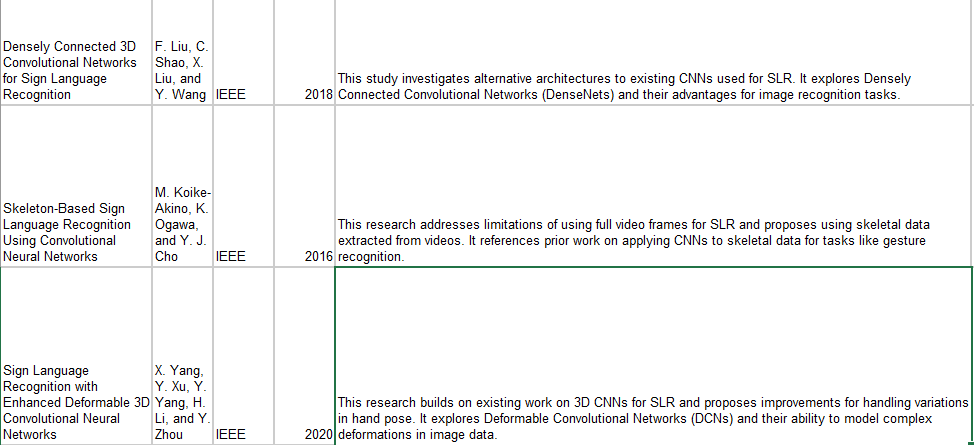 Densely Connected 3D
Convolutional Networks
for Sign Language
Recognition
F. Liu, C.
Shao, X.
Liu, and
Y. Wang
IEEE
2018
This study investigates alternative architectures to existing CNNs used for SLR. It explores Densely
Connected Convolutional Networks (DenseNets) and their advantages for image recognition tasks.
Skeleton-Based Sign
Language Recognition
Using Convolutional
Neural Networks
M. Koike-
Akino, K.
Ogawa,
and Y. J.
Cho
IEEE
2016
This research addresses limitations of using full video frames for SLR and proposes using skeletal data
extracted from videos. It references prior work on applying CNNs to skeletal data for tasks like gesture
recognition.
Sign Language
Recognition with
Enhanced Deformable 3D
Convolutional Neural
Networks
X. Yang,
Y. Xu, Y.
Yang, H.
Li, and Y.
Zhou
IEEE
2020
This research builds on existing work on 3D CNNs for SLR and proposes improvements for handling variations
in hand pose. It explores Deformable Convolutional Networks (DCNs) and their ability to model complex
deformations in image data.